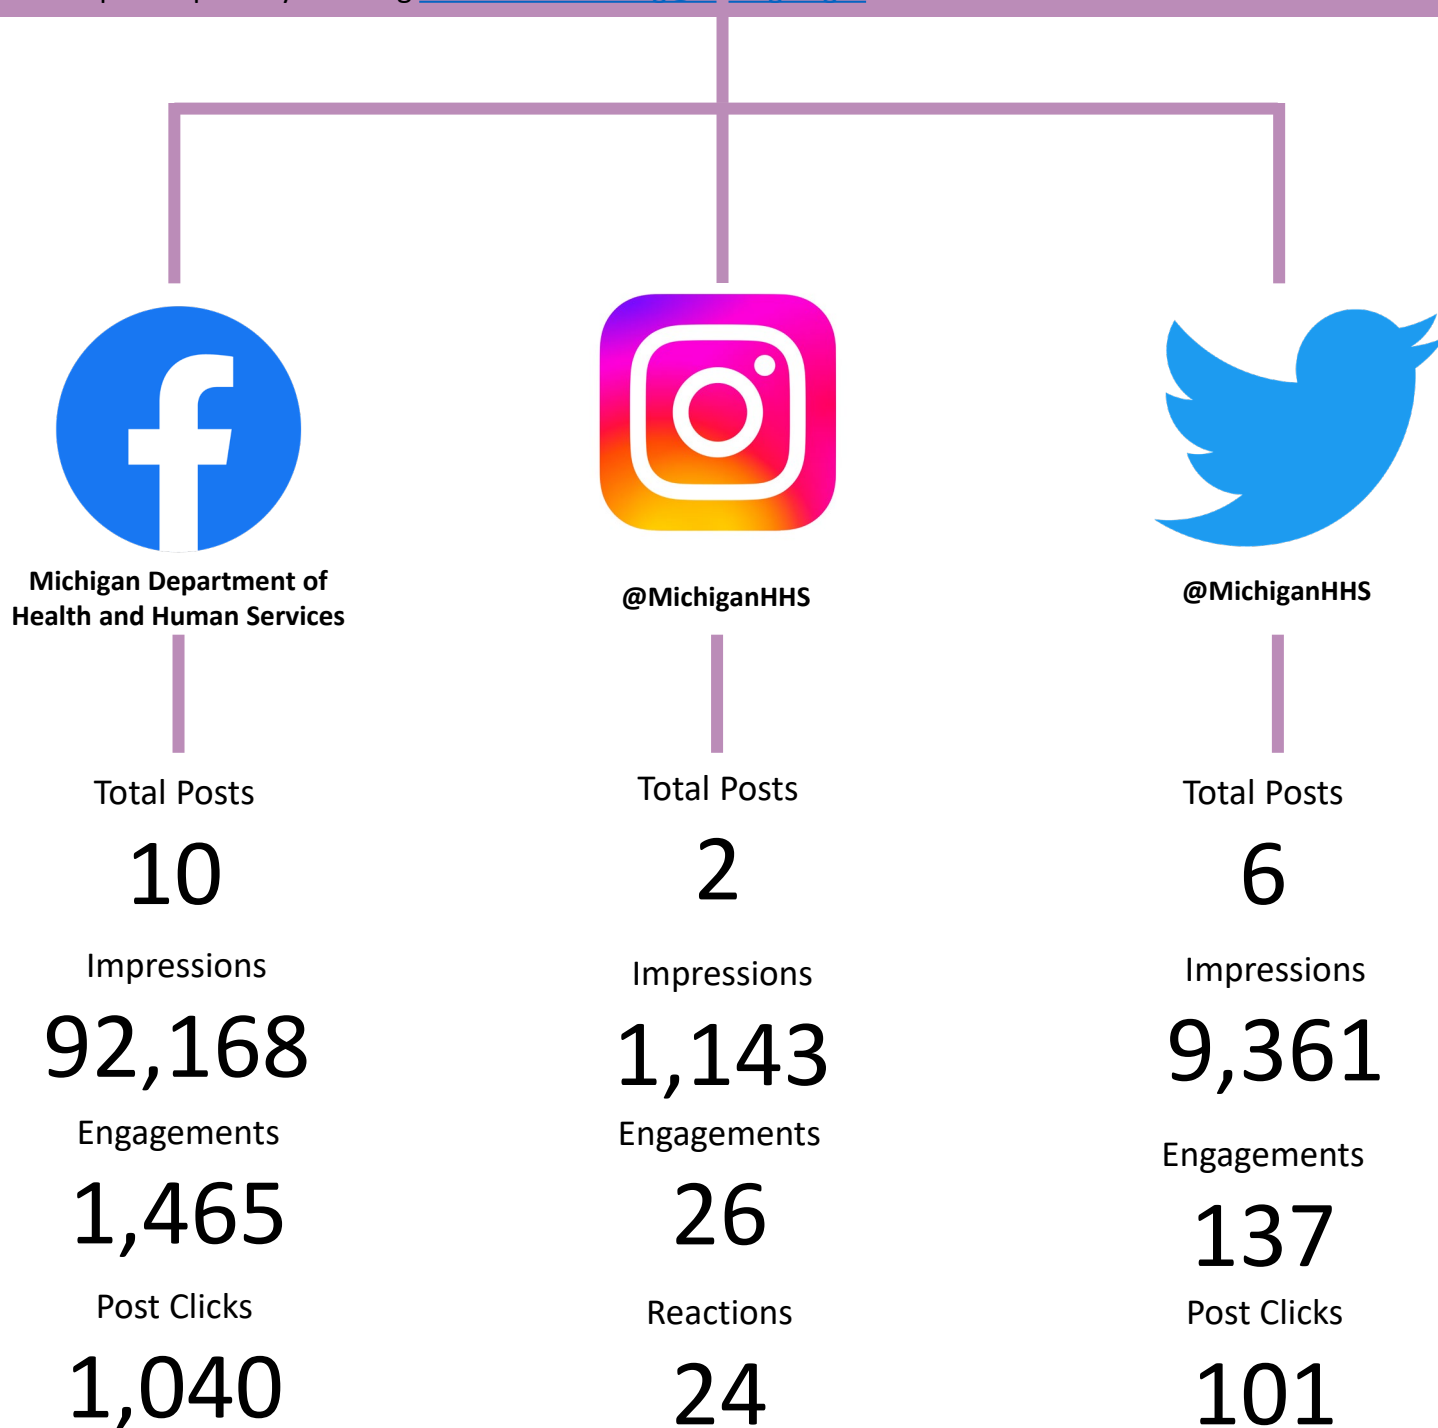 Michigan Department of
Health and Human Services
@MichiganHHS
@MichiganHHS
Total Posts
10
Impressions
92,168
Engagements
1,465
Post Clicks
1,040
Total Posts
2
Impressions
1,143
Engagements
26
Reactions
24
Total Posts
6
Impressions
9,361
Engagements
137
Post Clicks
101